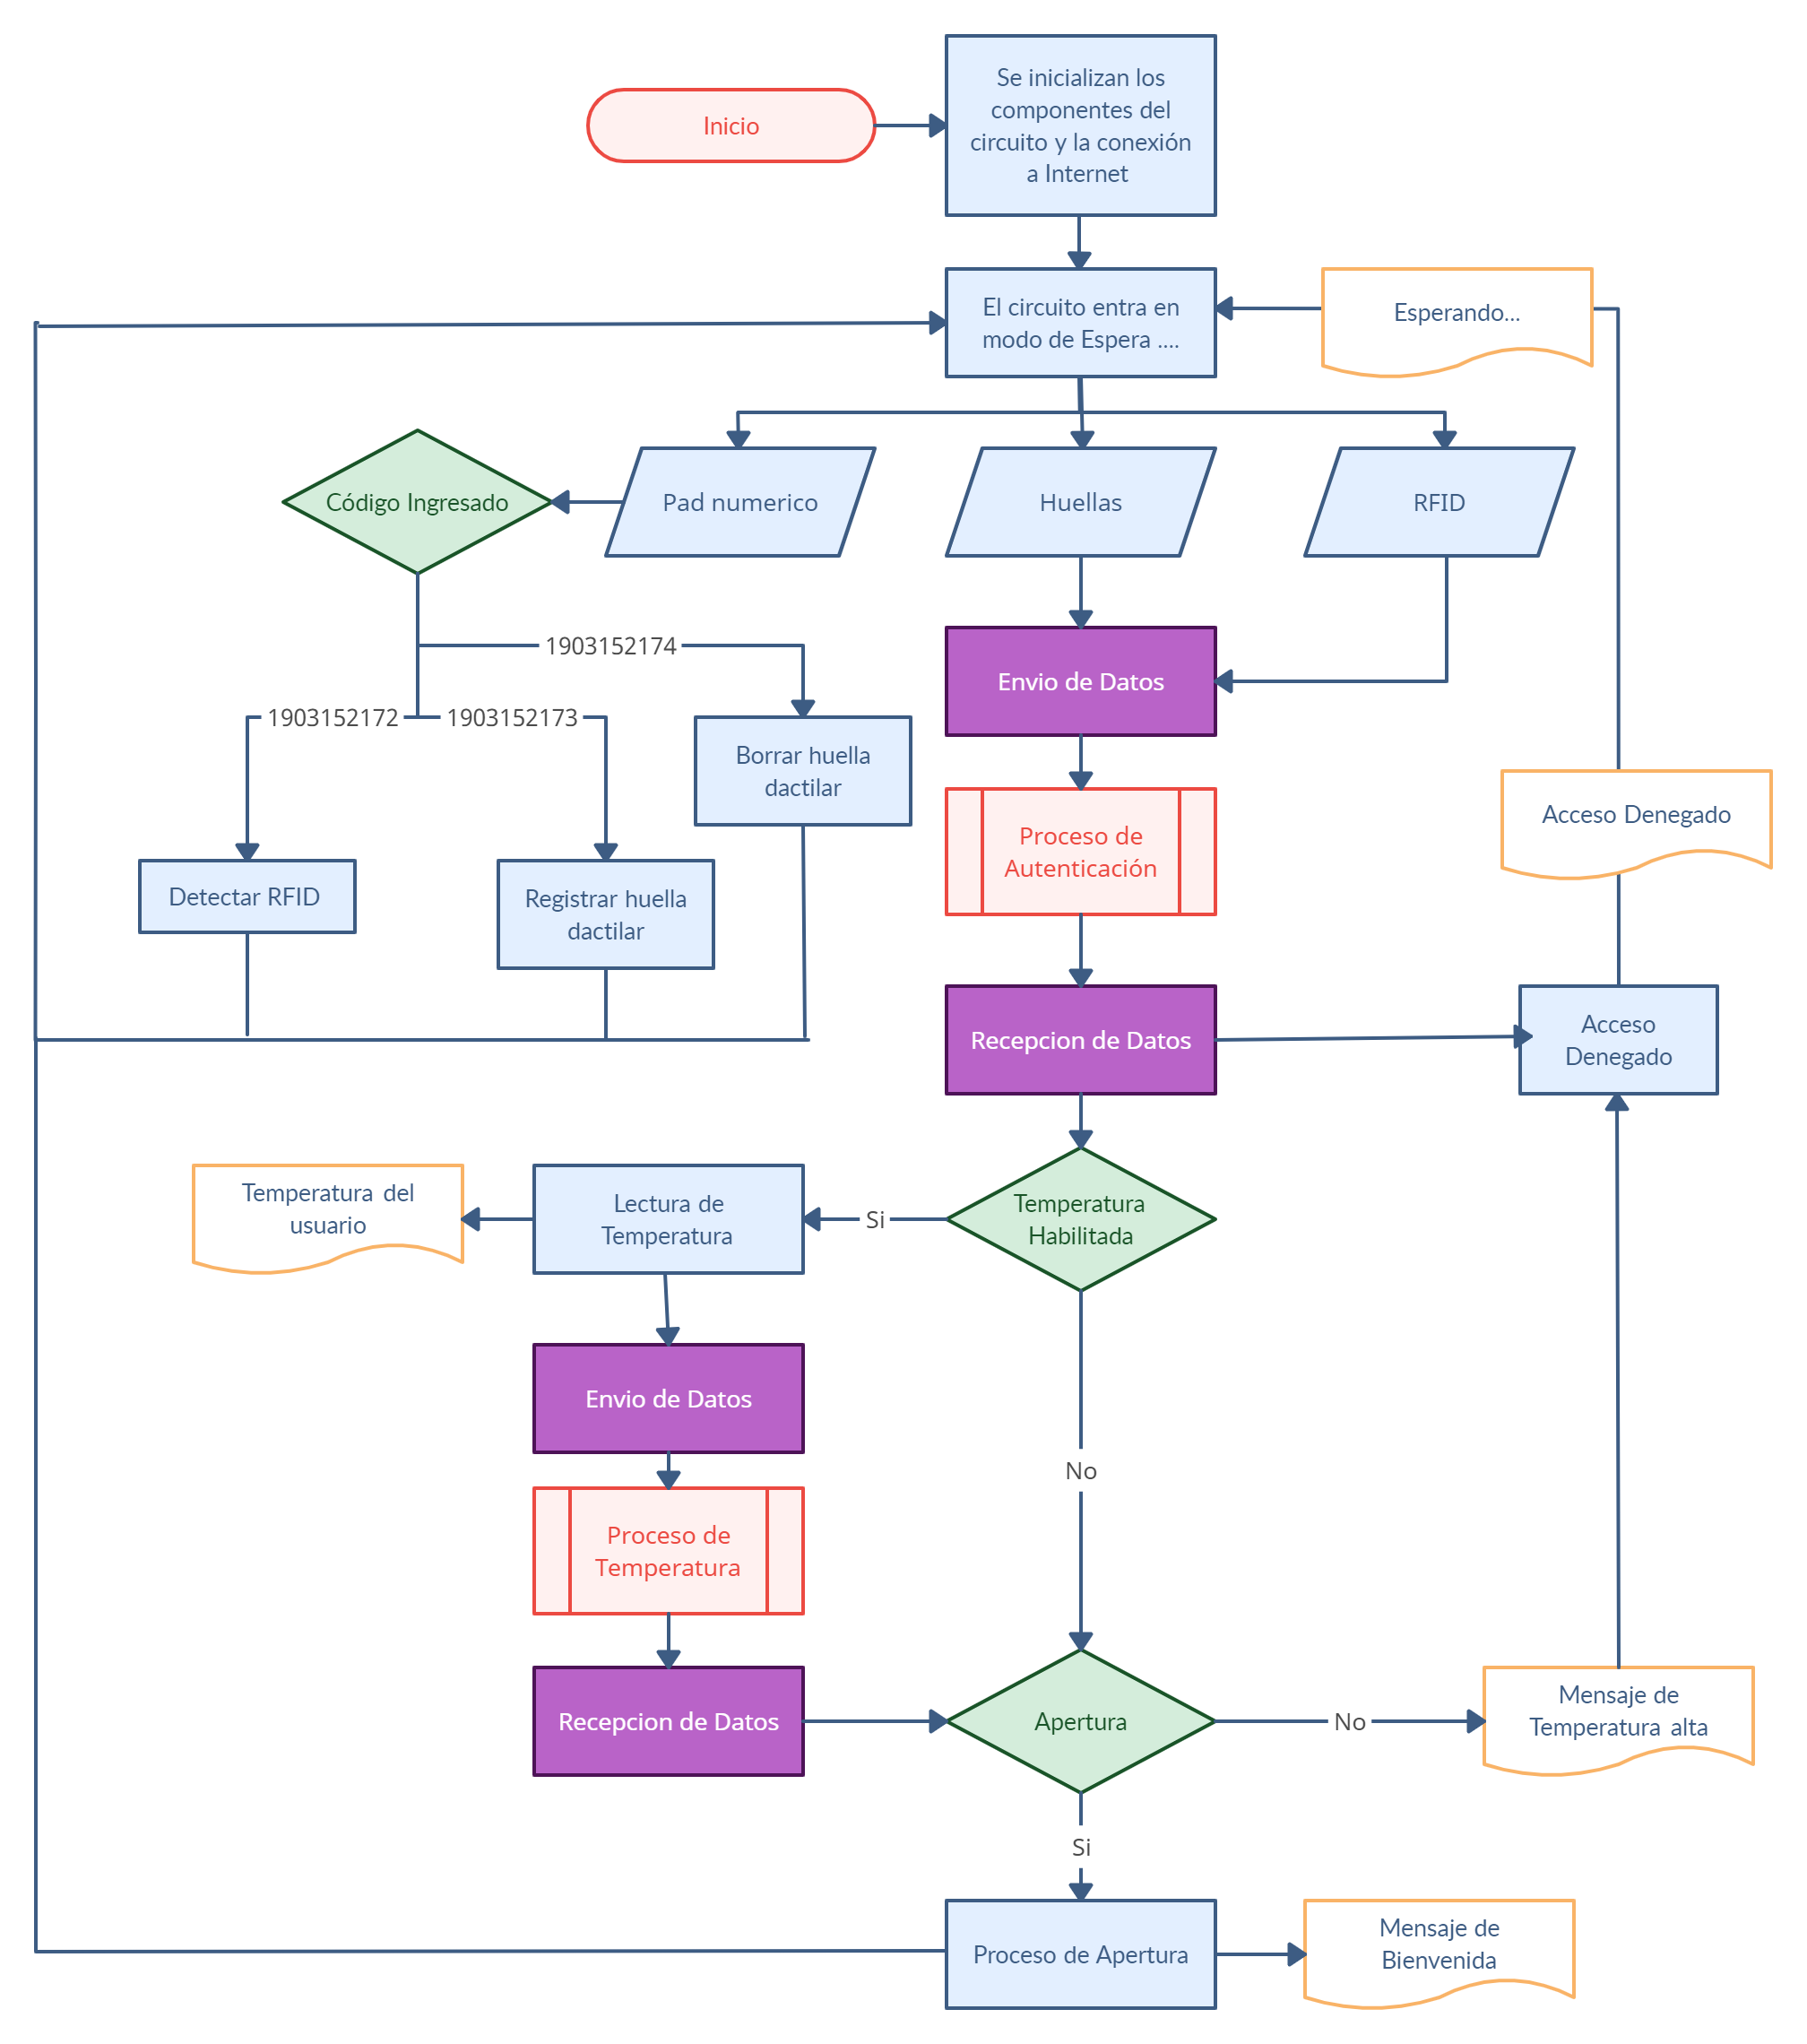 Se inicializan los
componentes del
circuito y la conexión
a Internet
Inicio
El circuito entra en
modo de Espera ....
Esperando...
Código Ingresado
Pad numerico
Huellas
RFID
1903152174
Envio de Datos
1903152172
1903152173
Borrar huella
dactilar
Acceso Denegado
Proceso de
Autenticación
Detectar RFID
Registrar huella
dactilar
Recepcion de Datos
Acceso
Denegado
Temperatura del
usuario
Lectura de
Temperatura
Si
Temperatura
Habilitada
Envio de Datos
No
Proceso de
Temperatura
Recepcion de Datos
Apertura
No
Mensaje de
Temperatura alta
Si
Proceso de Apertura
Mensaje de
Bienvenida